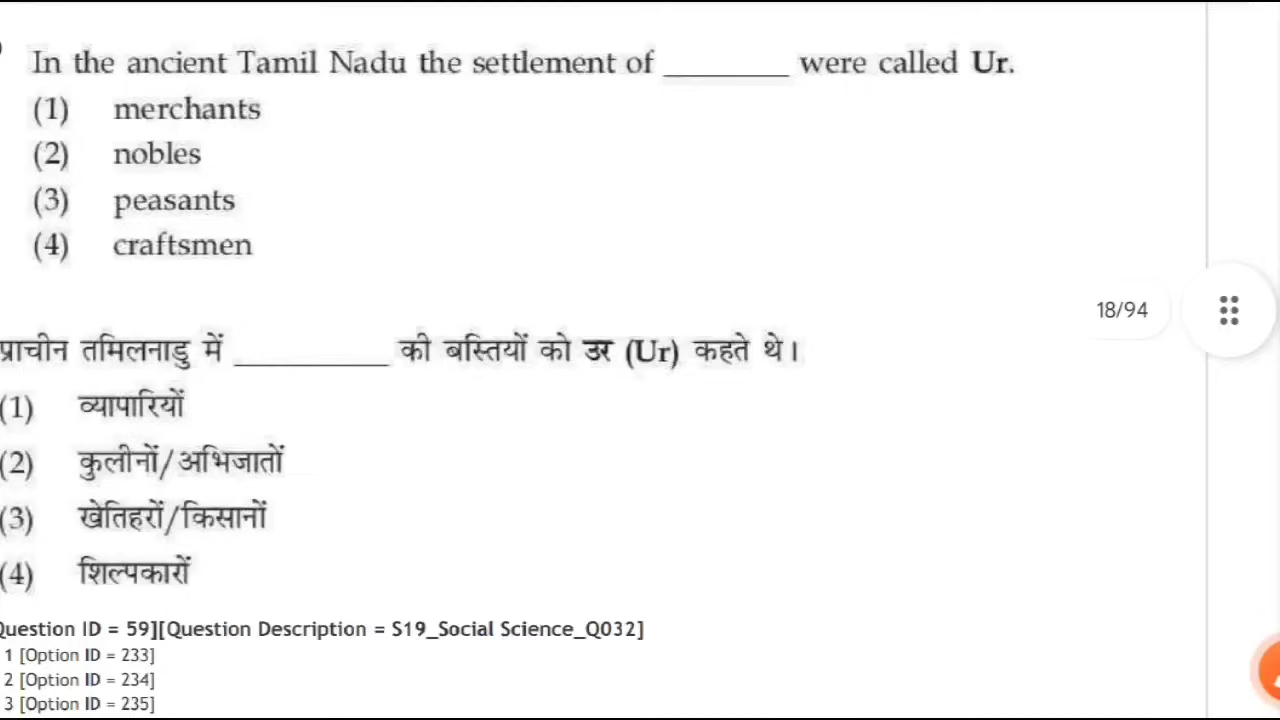 In the ancient Tamil Nadu the settlement of ________ were called Ur.
(1) merchants
(2) nobles
(3) peasants
(4) craftsmen
18/94
प्राचीन तमिलनाडु में __________ की बस्तियों को उर (Ur) कहते थे।
(1) व्यापारियों
(2) कुलीनों/अभिजातों
(3) खेतिहरों/किसानों
(4) शिल्पकारों
Question ID = 59][Question Description = S19_Social Science_Q032]
1 [Option ID = 233]
2 [Option ID = 234]
3 [Option ID = 235]